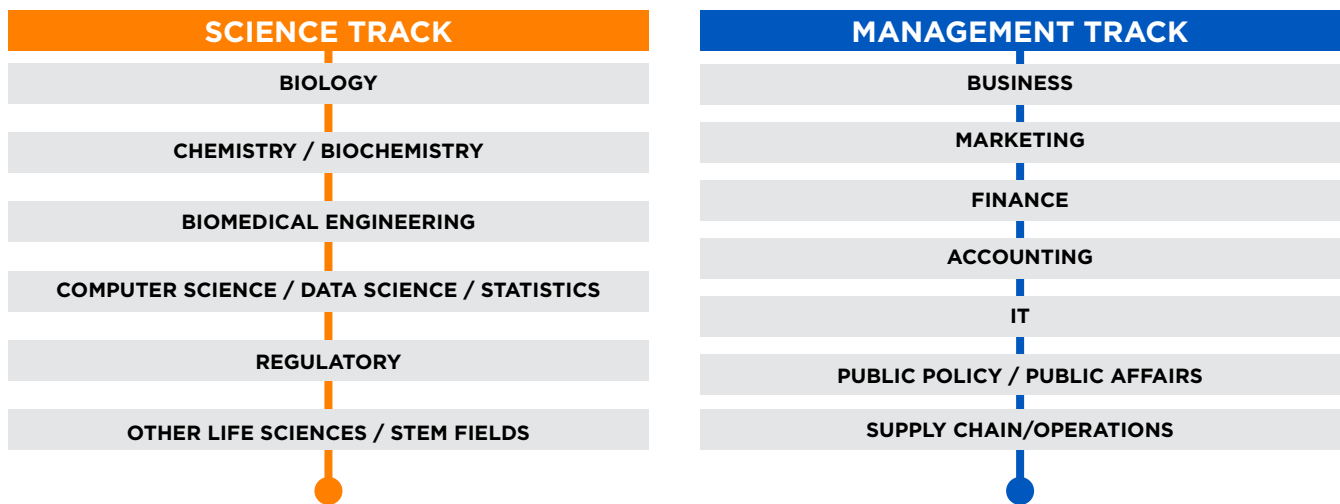 SCIENCE TRACK
BIOLOGY
CHEMISTRY / BIOCHEMISTRY
BIOMEDICAL ENGINEERING
COMPUTER SCIENCE / DATA SCIENCE / STATISTICS
REGULATORY
OTHER LIFE SCIENCES / STEM FIELDS
MANAGEMENT TRACK
BUSINESS
MARKETING
FINANCE
ACCOUNTING
IT
PUBLIC POLICY / PUBLIC AFFAIRS
SUPPLY CHAIN/OPERATIONS